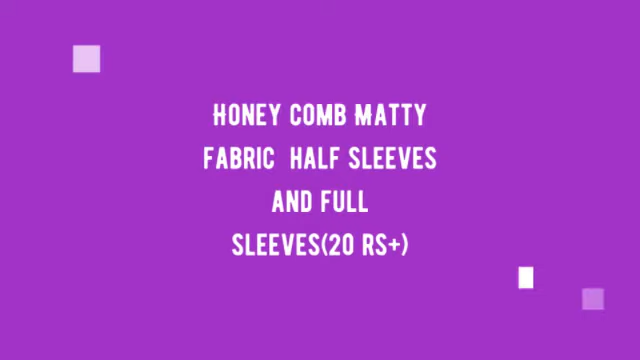 HONEY COMB MATTY
FABRIC HALF SLEEVES
AND FULL
SLEEVES(20 RS+)